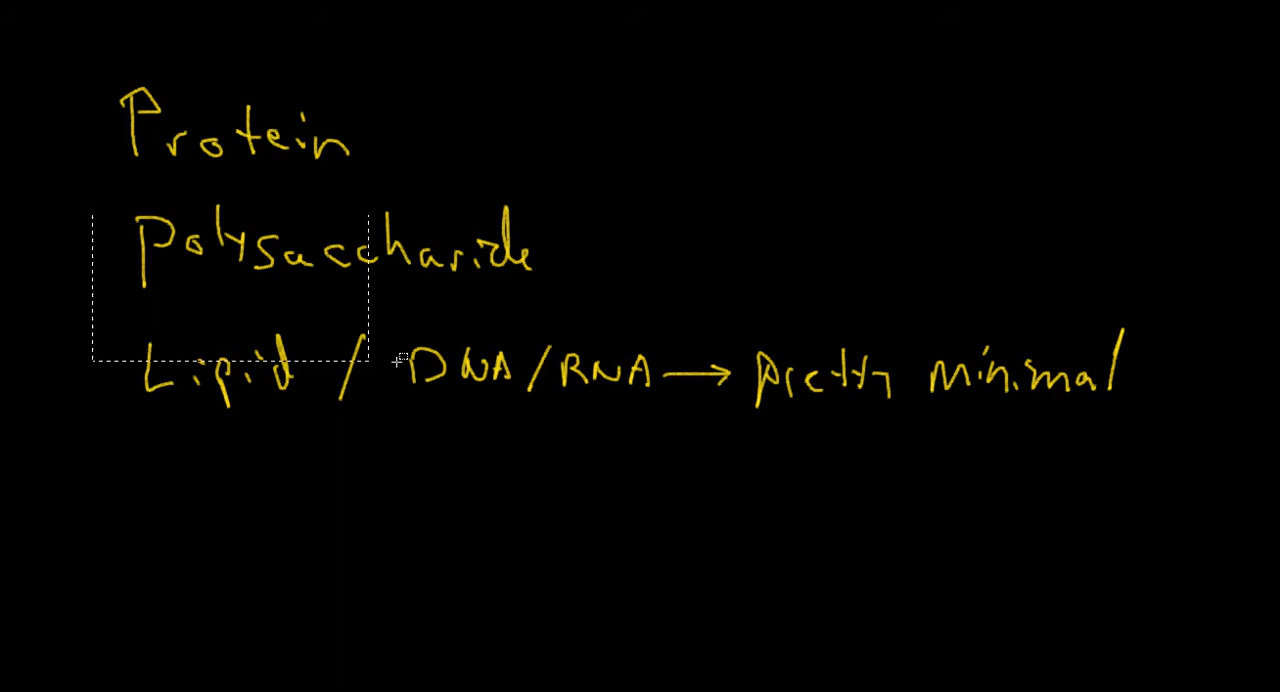 Protein
Polysaccharide
Lipid / DNA/RNA → pretty minimal